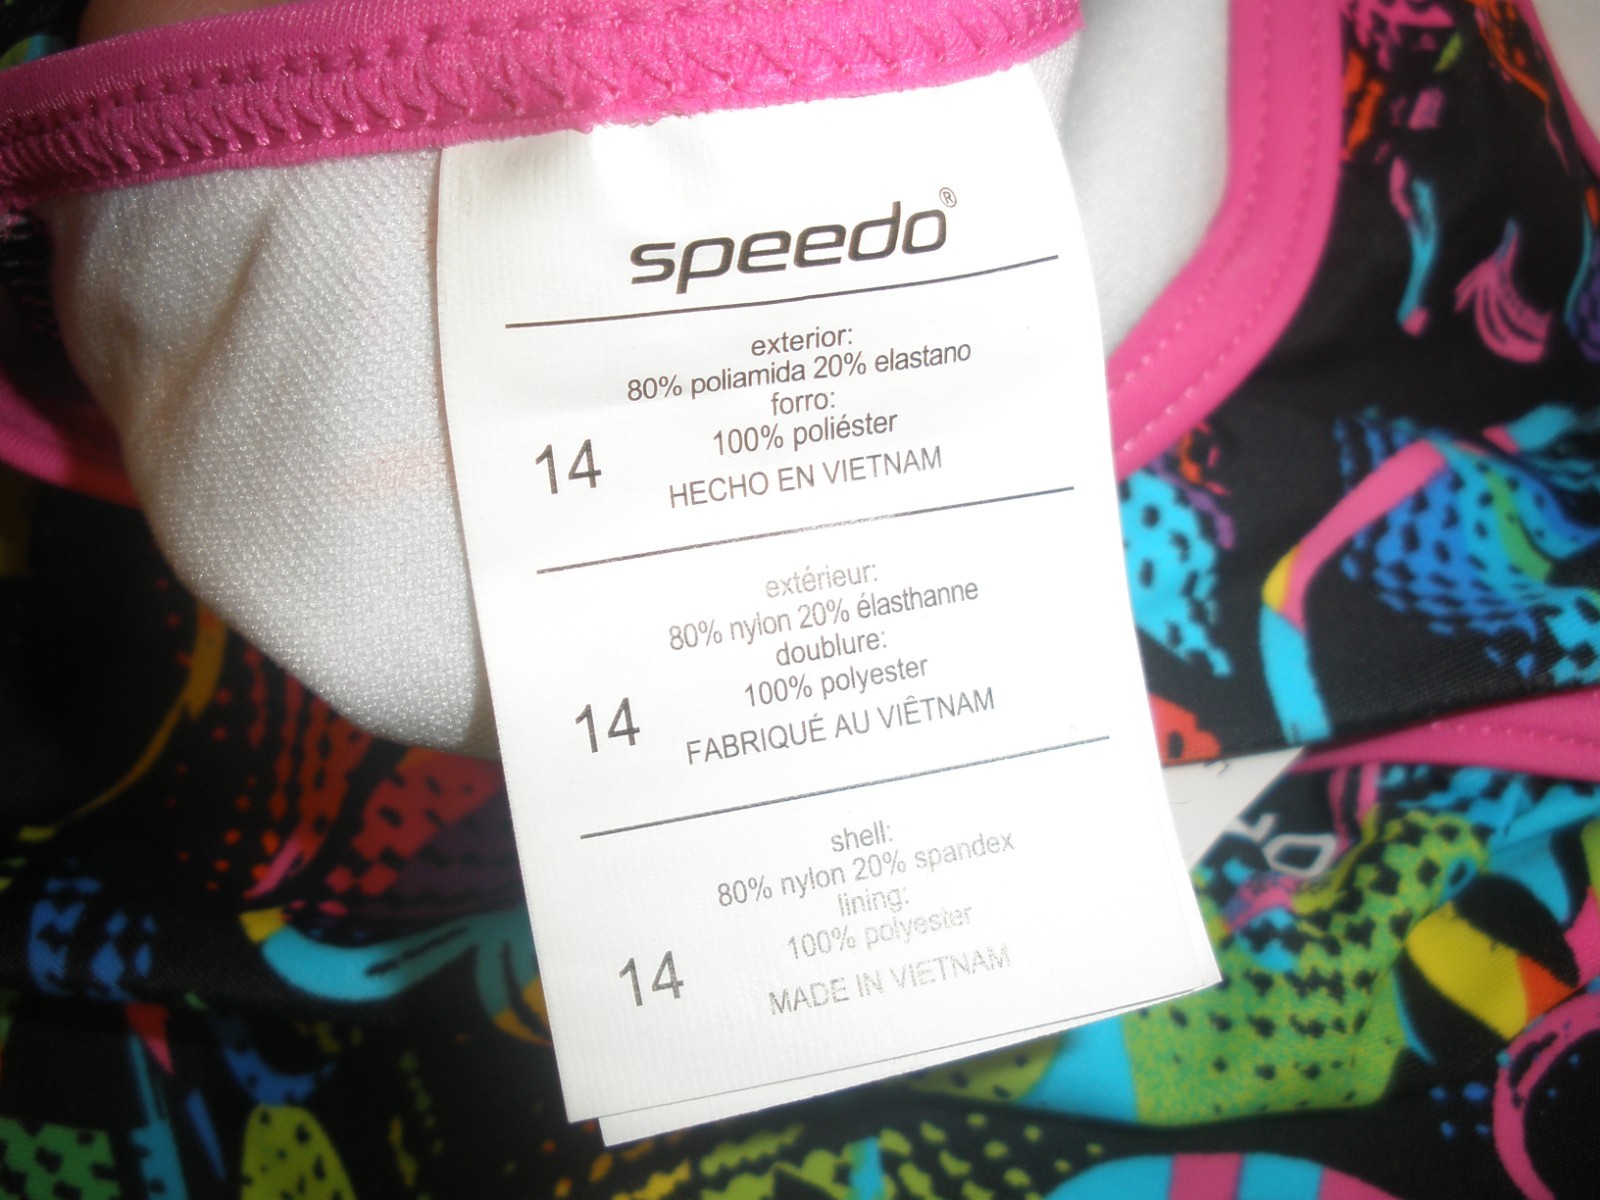 speedo®
exterior:
80% poliamida 20% elastano
forro:
100% poliéster
14
HECHO EN VIETNAM
extérieur:
80% nylon 20% élasthanne
doublure:
100% polyester
14
FABRIQUÉ AU VIÊTNAM
shell:
80% nylon 20% spandex
lining:
100% polyester
14
MADE IN VIETNAM